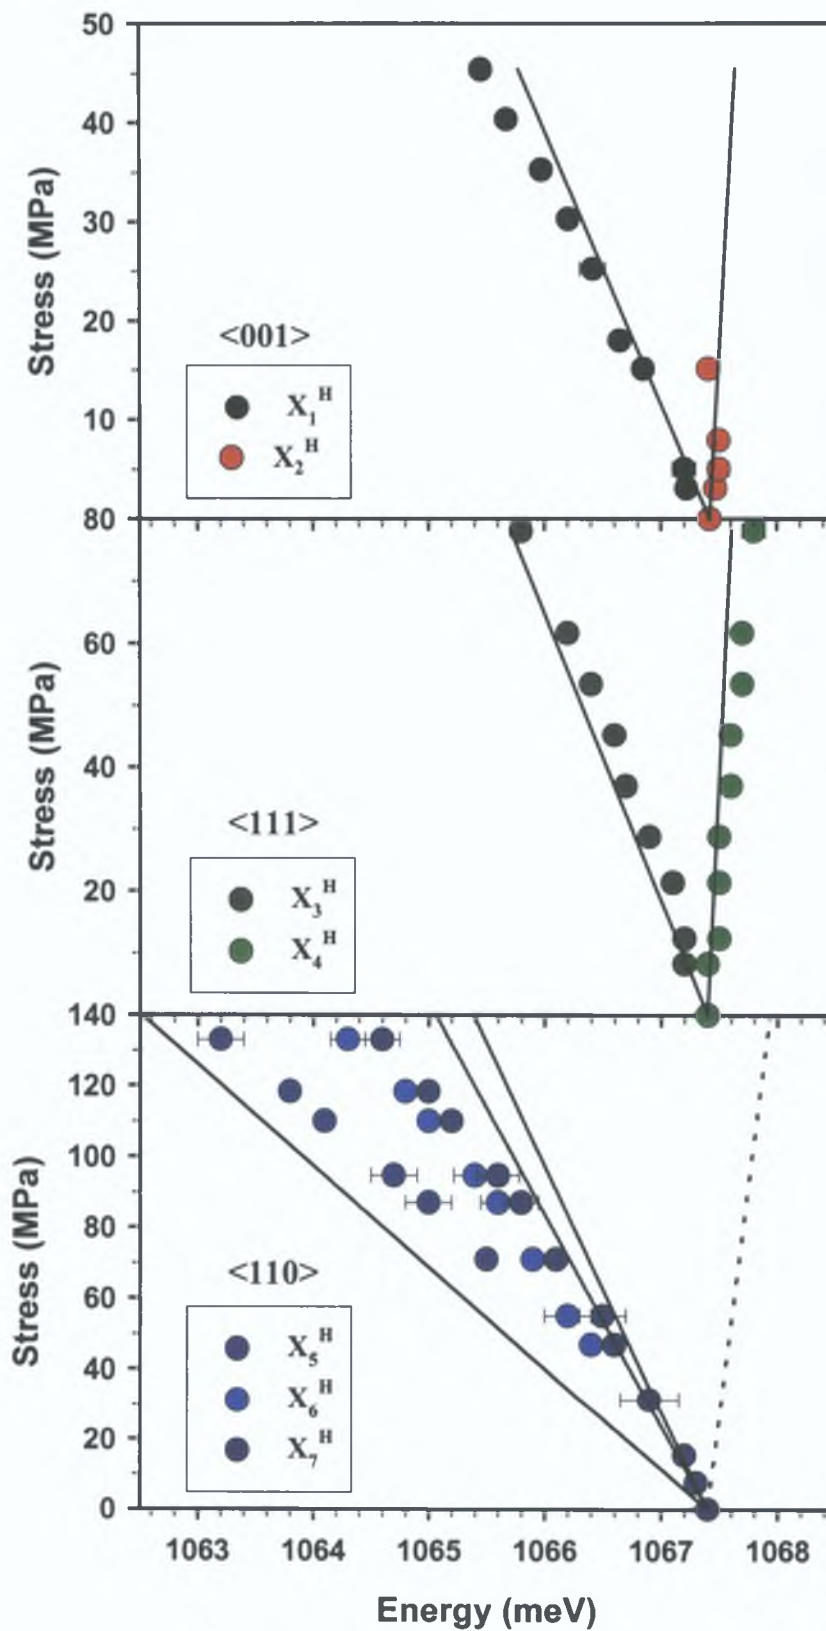 50
40
30
20
10
Stress (MPa)
<001>
X₁ᴴ
X₂ᴴ
80
60
40
20
Stress (MPa)
<111>
X₃ᴴ
X₄ᴴ
140
120
100
80
60
40
20
0
Stress (MPa)
<110>
X₅ᴴ
X₆ᴴ
X₇ᴴ
1063 1064 1065 1066 1067 1068
Energy (meV)